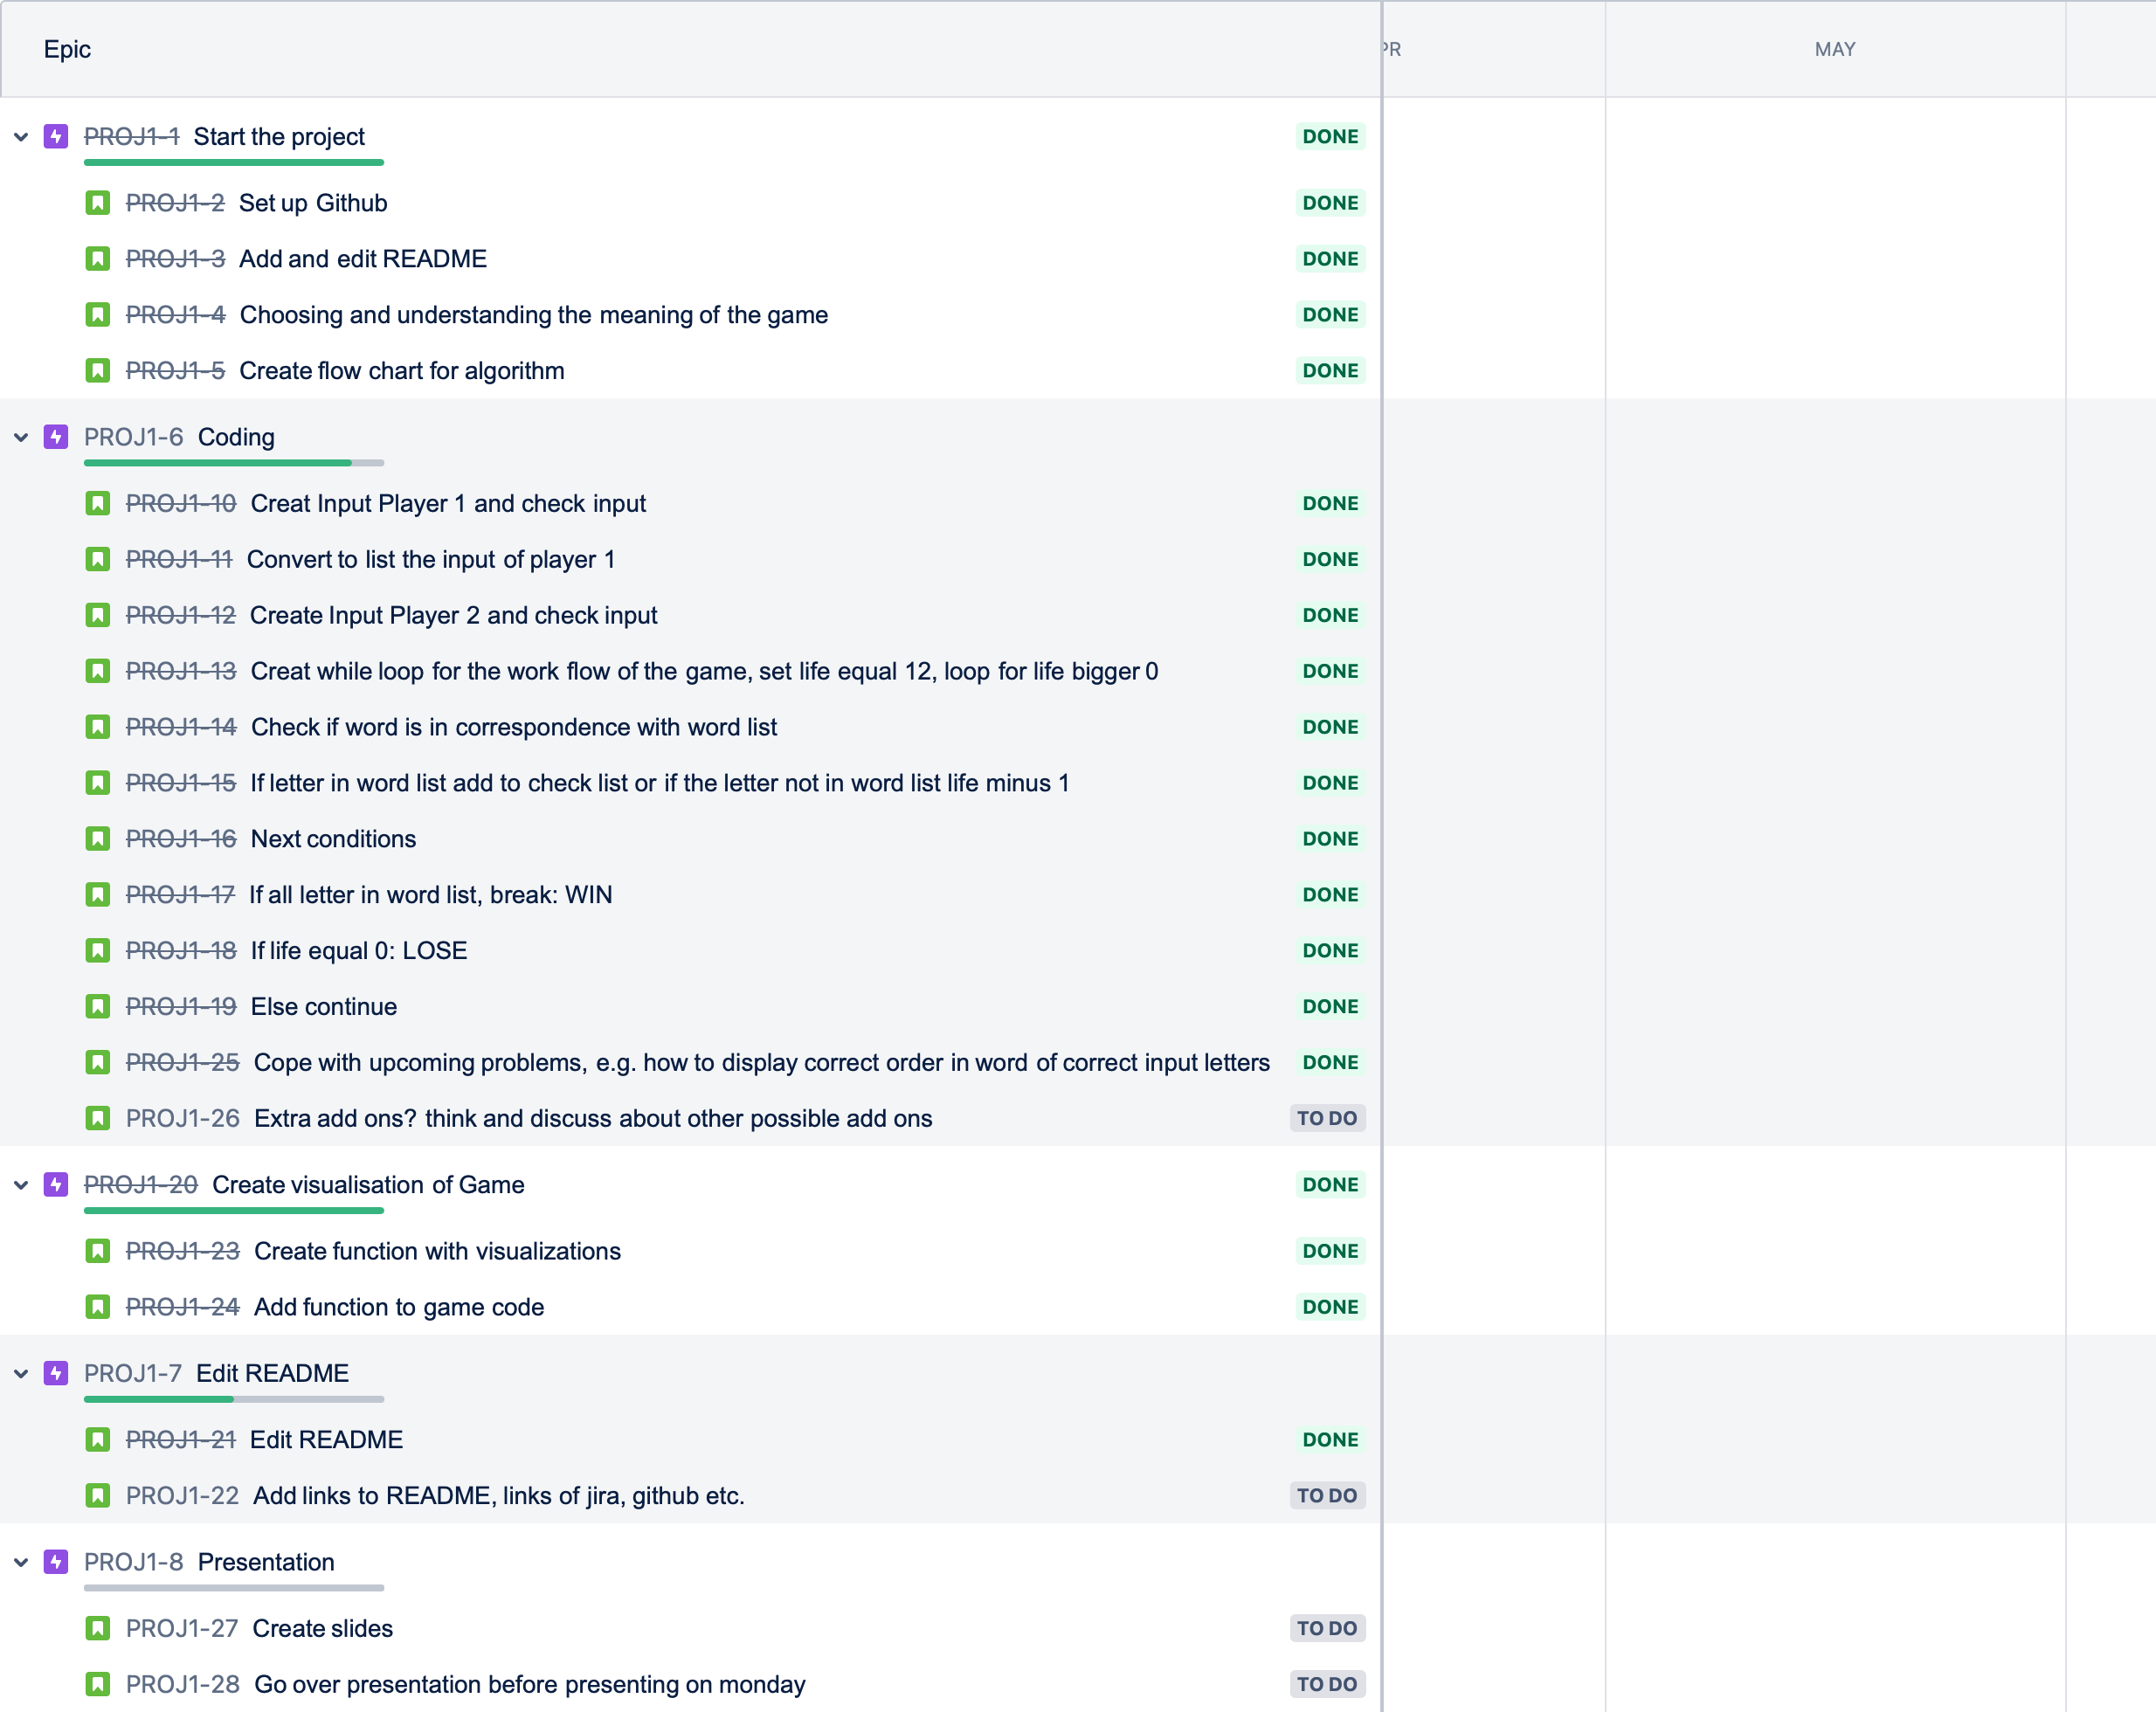 Epic PR MAY
PROJ1-1 Start the project DONE
PROJ1-2 Set up Github DONE
PROJ1-3 Add and edit README DONE
PROJ1-4 Choosing and understanding the meaning of the game DONE
PROJ1-5 Create flow chart for algorithm DONE
PROJ1-6 Coding
PROJ1-10 Creat Input Player 1 and check input DONE
PROJ1-11 Convert to list the input of player 1 DONE
PROJ1-12 Create Input Player 2 and check input DONE
PROJ1-13 Creat while loop for the work flow of the game, set life equal 12, loop for life bigger 0 DONE
PROJ1-14 Check if word is in correspondence with word list DONE
PROJ1-15 If letter in word list add to check list or if the letter not in word list life minus 1 DONE
PROJ1-16 Next conditions DONE
PROJ1-17 If all letter in word list, break: WIN DONE
PROJ1-18 If life equal 0: LOSE DONE
PROJ1-19 Else continue DONE
PROJ1-25 Cope with upcoming problems, e.g. how to display correct order in word of correct input letters DONE
PROJ1-26 Extra add ons? think and discuss about other possible add ons TO DO
PROJ1-20 Create visualisation of Game DONE
PROJ1-23 Create function with visualizations DONE
PROJ1-24 Add function to game code DONE
PROJ1-7 Edit README
PROJ1-21 Edit README DONE
PROJ1-22 Add links to README, links of jira, github etc. TO DO
PROJ1-8 Presentation
PROJ1-27 Create slides TO DO
PROJ1-28 Go over presentation before presenting on monday TO DO